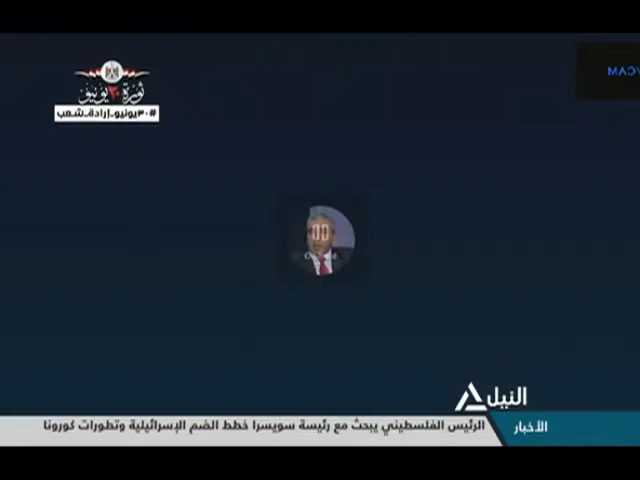 ثورة ٣٠ يونيو
#٣٠يونيو_إرادة_شعب
النيل
الأخبار
الرئيس الفلسطيني يبحث مع رئيسة سويسرا خطط الضم الإسرائيلية وتطورات كورونا